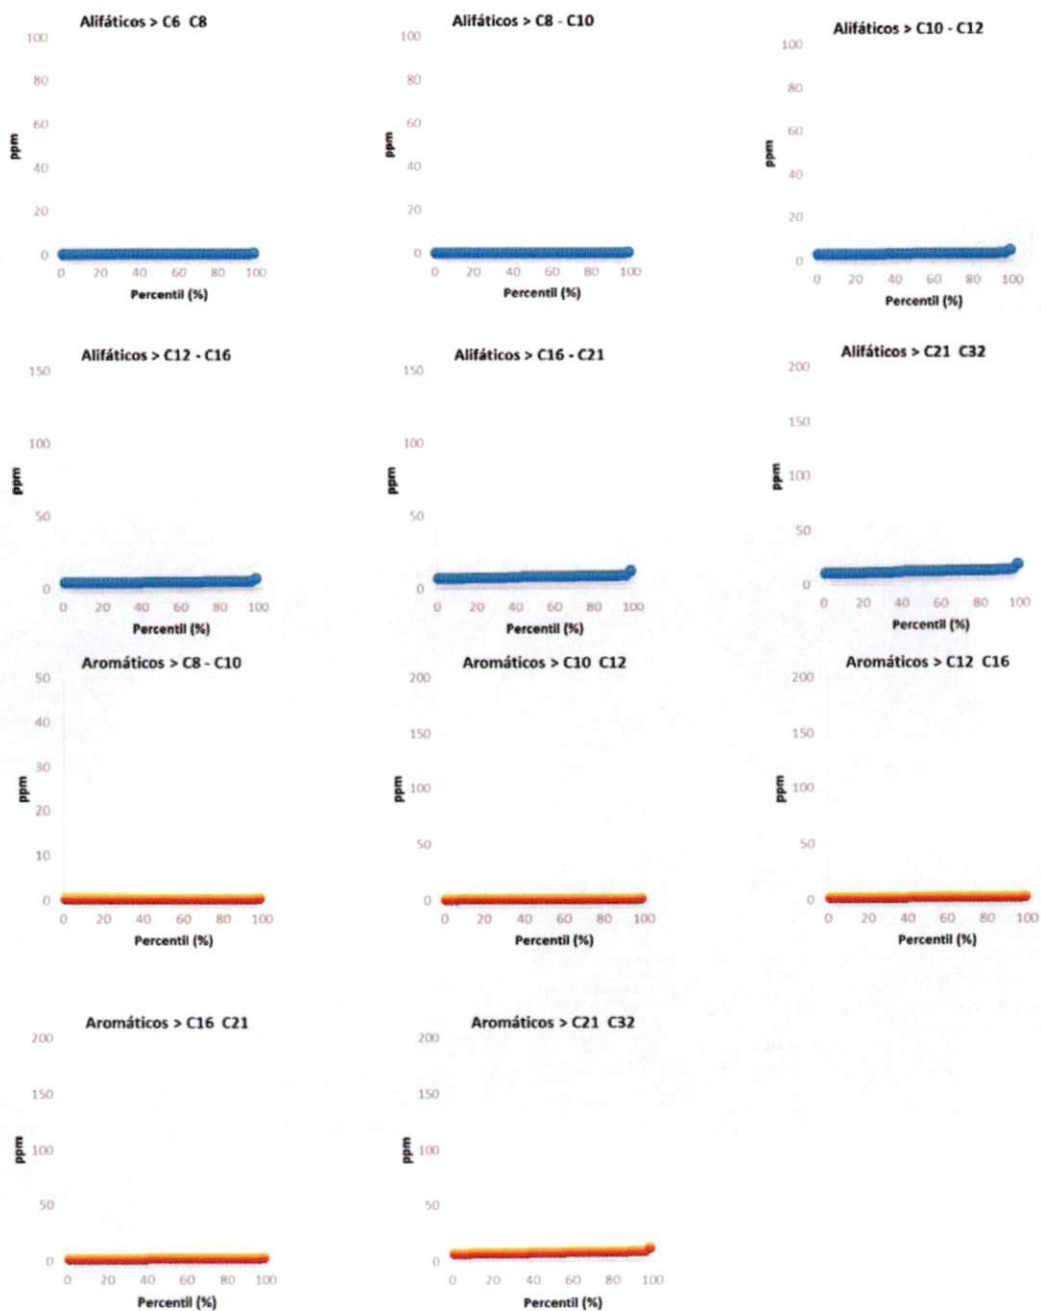 Alifáticos > C6 C8
100
80
60
40
20
0
ppm
0 20 40 60 80 100
Percentil (%)
Alifáticos > C8 - C10
100
80
60
40
20
0
ppm
0 20 40 60 80 100
Percentil (%)
Alifáticos > C10 - C12
100
80
60
40
20
0
ppm
0 20 40 60 80 100
Percentil (%)
Alifáticos > C12 - C16
150
100
50
0
ppm
0 20 40 60 80 100
Percentil (%)
Alifáticos > C16 - C21
150
100
50
0
ppm
0 20 40 60 80 100
Percentil (%)
Alifáticos > C21 C32
200
150
100
50
0
ppm
0 20 40 60 80 100
Percentil (%)
Aromáticos > C8 - C10
50
40
30
20
10
0
ppm
0 20 40 60 80 100
Percentil (%)
Aromáticos > C10 C12
200
150
100
50
0
ppm
0 20 40 60 80 100
Percentil (%)
Aromáticos > C12 C16
200
150
100
50
0
ppm
0 20 40 60 80 100
Percentil (%)
Aromáticos > C16 C21
200
150
100
50
0
ppm
0 20 40 60 80 100
Percentil (%)
Aromáticos > C21 C32
200
150
100
50
0
ppm
0 20 40 60 80 100
Percentil (%)